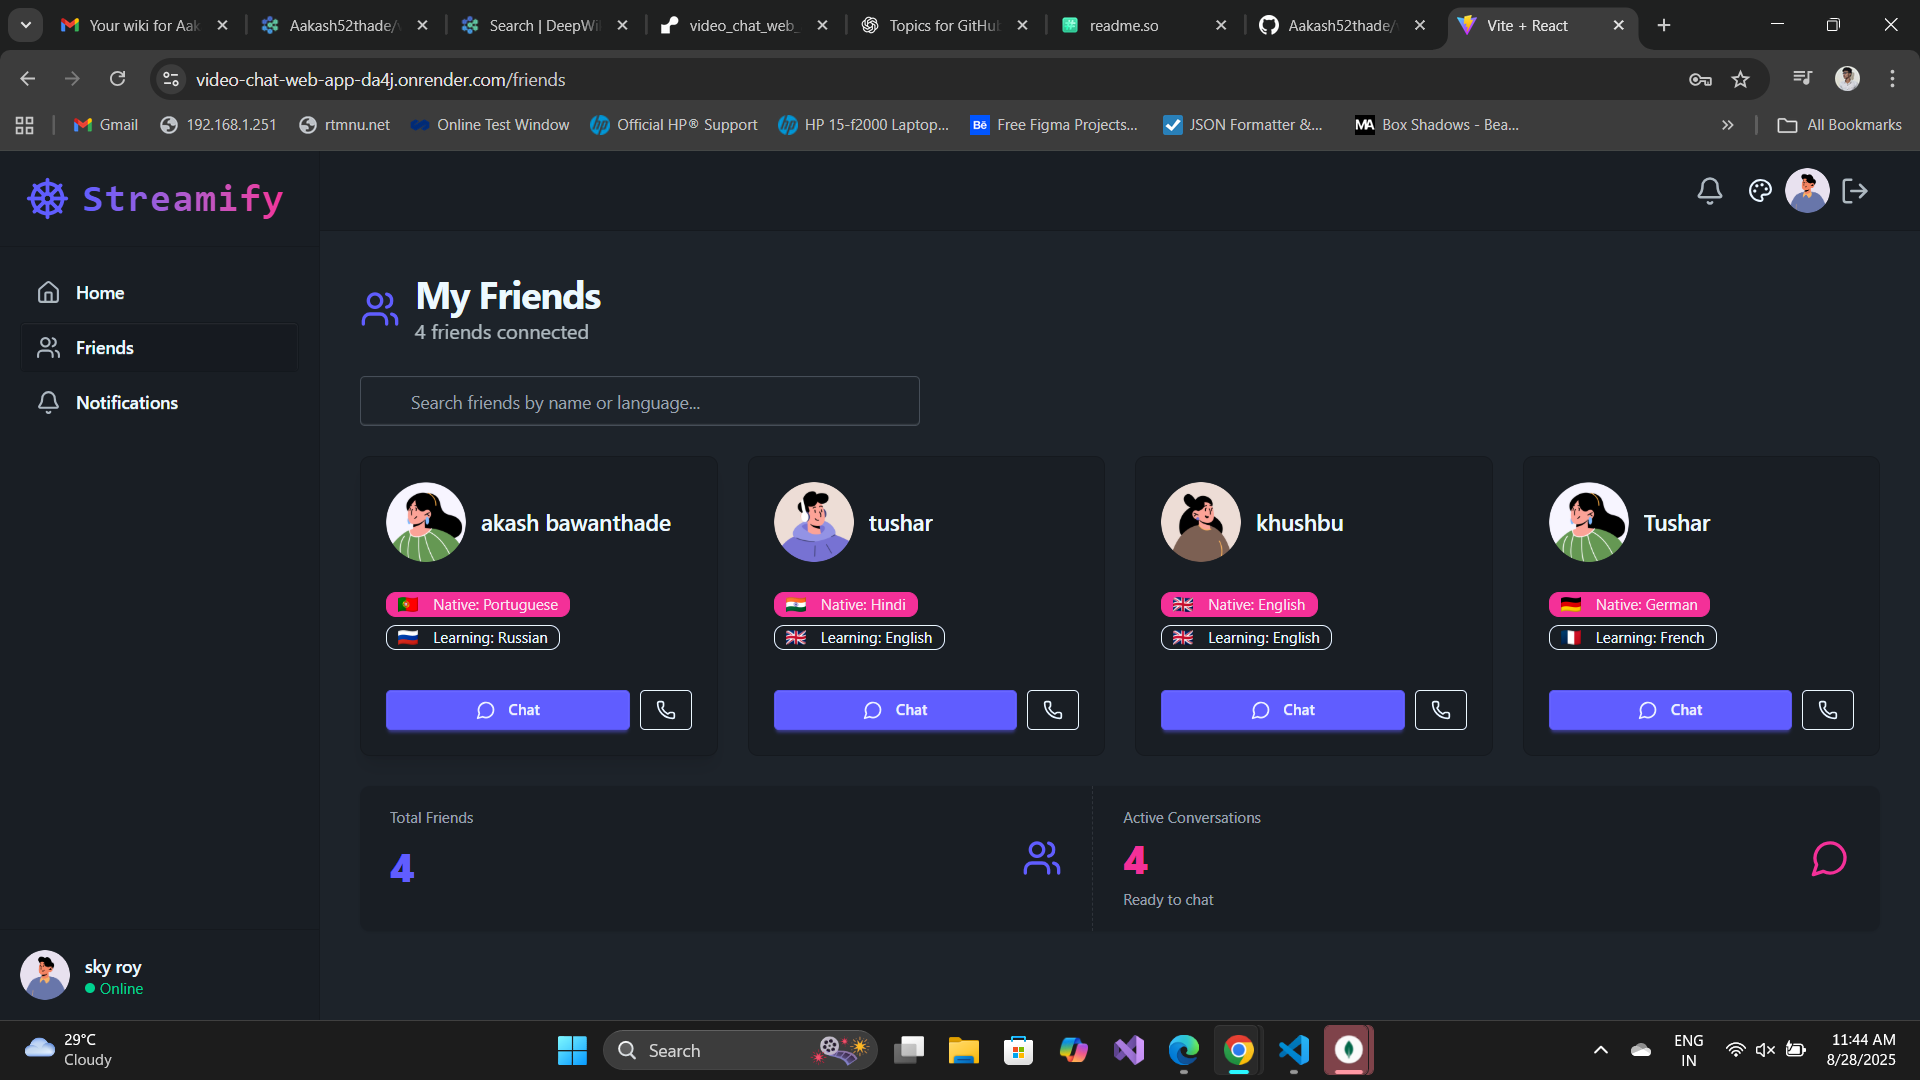 Your wiki for Aak
Aakash52thade/v
Search | DeepWi
video_chat_web_
Topics for GitHub
readme.so
Aakash52thade/v
Vite + React
video-chat-web-app-da4j.onrender.com/friends
Gmail
192.168.1.251
rtmnu.net
Online Test Window
Official HP® Support
HP 15-f2000 Laptop...
Free Figma Projects...
JSON Formatter &...
Box Shadows - Bea...
All Bookmarks
Streamify
Home
Friends
Notifications
My Friends
4 friends connected
Search friends by name or language...
akash bawanthade
Native: Portuguese
Learning: Russian
Chat
tushar
Native: Hindi
Learning: English
Chat
khushbu
Native: English
Learning: English
Chat
Tushar
Native: German
Learning: French
Chat
Total Friends
4
Active Conversations
4
Ready to chat
sky roy
Online
29°C
Cloudy
Search
ENG
IN
11:44 AM
8/28/2025